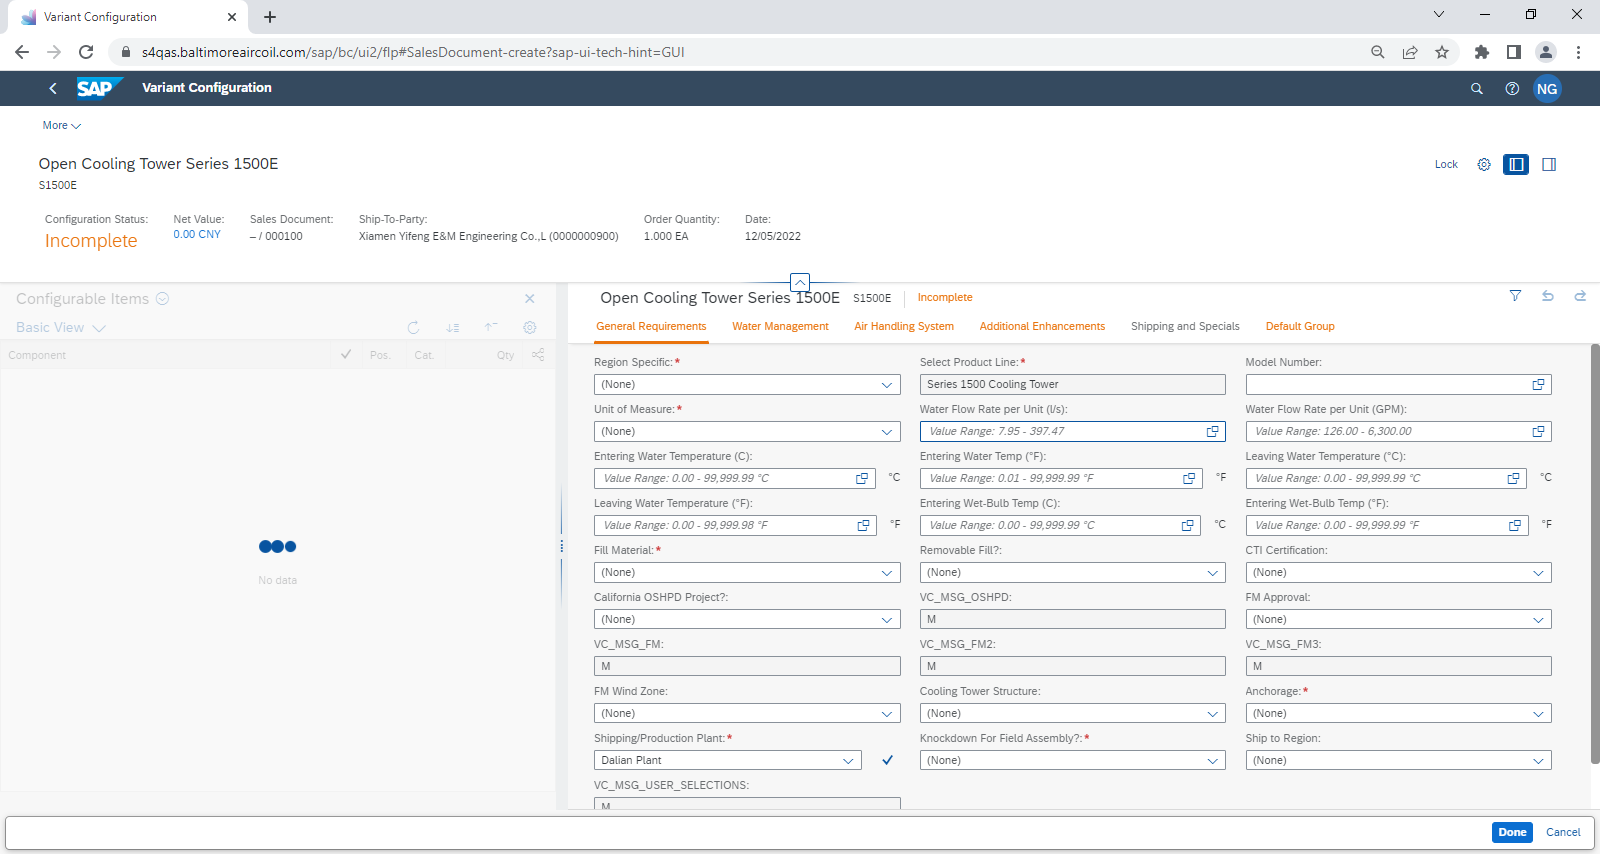 Variant Configuration
s4qas.baltimoreaircoil.com/sap/bc/ui2/flp#SalesDocument-create?sap-ui-tech-hint=GUI
SAP Variant Configuration NG
More
Open Cooling Tower Series 1500E
S1500E
Lock
Configuration Status: Net Value: Sales Document: Ship-To-Party: Order Quantity: Date:
Incomplete 0.00 CNY – / 000100 Xiamen Yifeng E&M Engineering Co.,L (0000000900) 1.000 EA 12/05/2022
Configurable Items
Basic View
Component Pos. Cat. Qty
No data
Open Cooling Tower Series 1500E S1500E Incomplete
General Requirements Water Management Air Handling System Additional Enhancements Shipping and Specials Default Group
Region Specific:* Select Product Line:* Model Number:
(None) Series 1500 Cooling Tower
Unit of Measure:* Water Flow Rate per Unit (l/s): Water Flow Rate per Unit (GPM):
(None) Value Range: 7.95 - 397.47 Value Range: 126.00 - 6,300.00
Entering Water Temperature (C): Entering Water Temp (°F): Leaving Water Temperature (°C):
Value Range: 0.00 - 99,999.99 °C °C Value Range: 0.01 - 99,999.99 °F °F Value Range: 0.00 - 99,999.99 °C °C
Leaving Water Temperature (°F): Entering Wet-Bulb Temp (C): Entering Wet-Bulb Temp (°F):
Value Range: 0.00 - 99,999.98 °F °F Value Range: 0.00 - 99,999.99 °C °C Value Range: 0.00 - 99,999.99 °F °F
Fill Material:* Removable Fill?: CTI Certification:
(None) (None) (None)
California OSHPD Project?: VC_MSG_OSHPD: FM Approval:
(None) M (None)
VC_MSG_FM: VC_MSG_FM2: VC_MSG_FM3:
M M M
FM Wind Zone: Cooling Tower Structure: Anchorage:*
(None) (None) (None)
Shipping/Production Plant:* Knockdown For Field Assembly?:* Ship to Region:
Dalian Plant (None) (None)
VC_MSG_USER_SELECTIONS:
M
Done Cancel